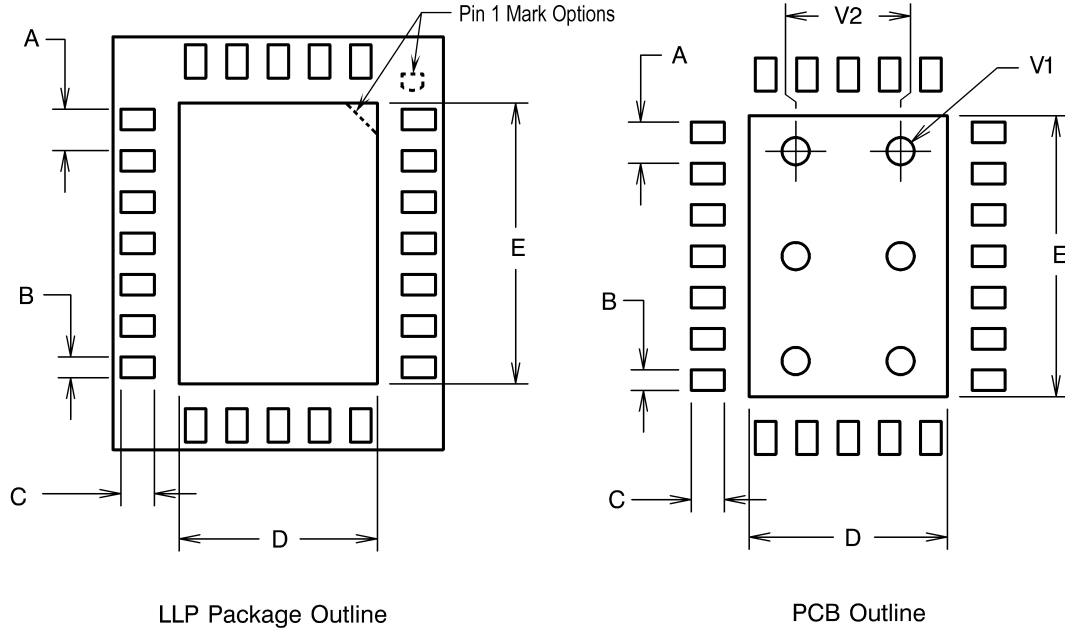 Pin 1 Mark Options
A
B
C
D
E
LLP Package Outline
V2
V1
A
B
C
D
E
PCB Outline